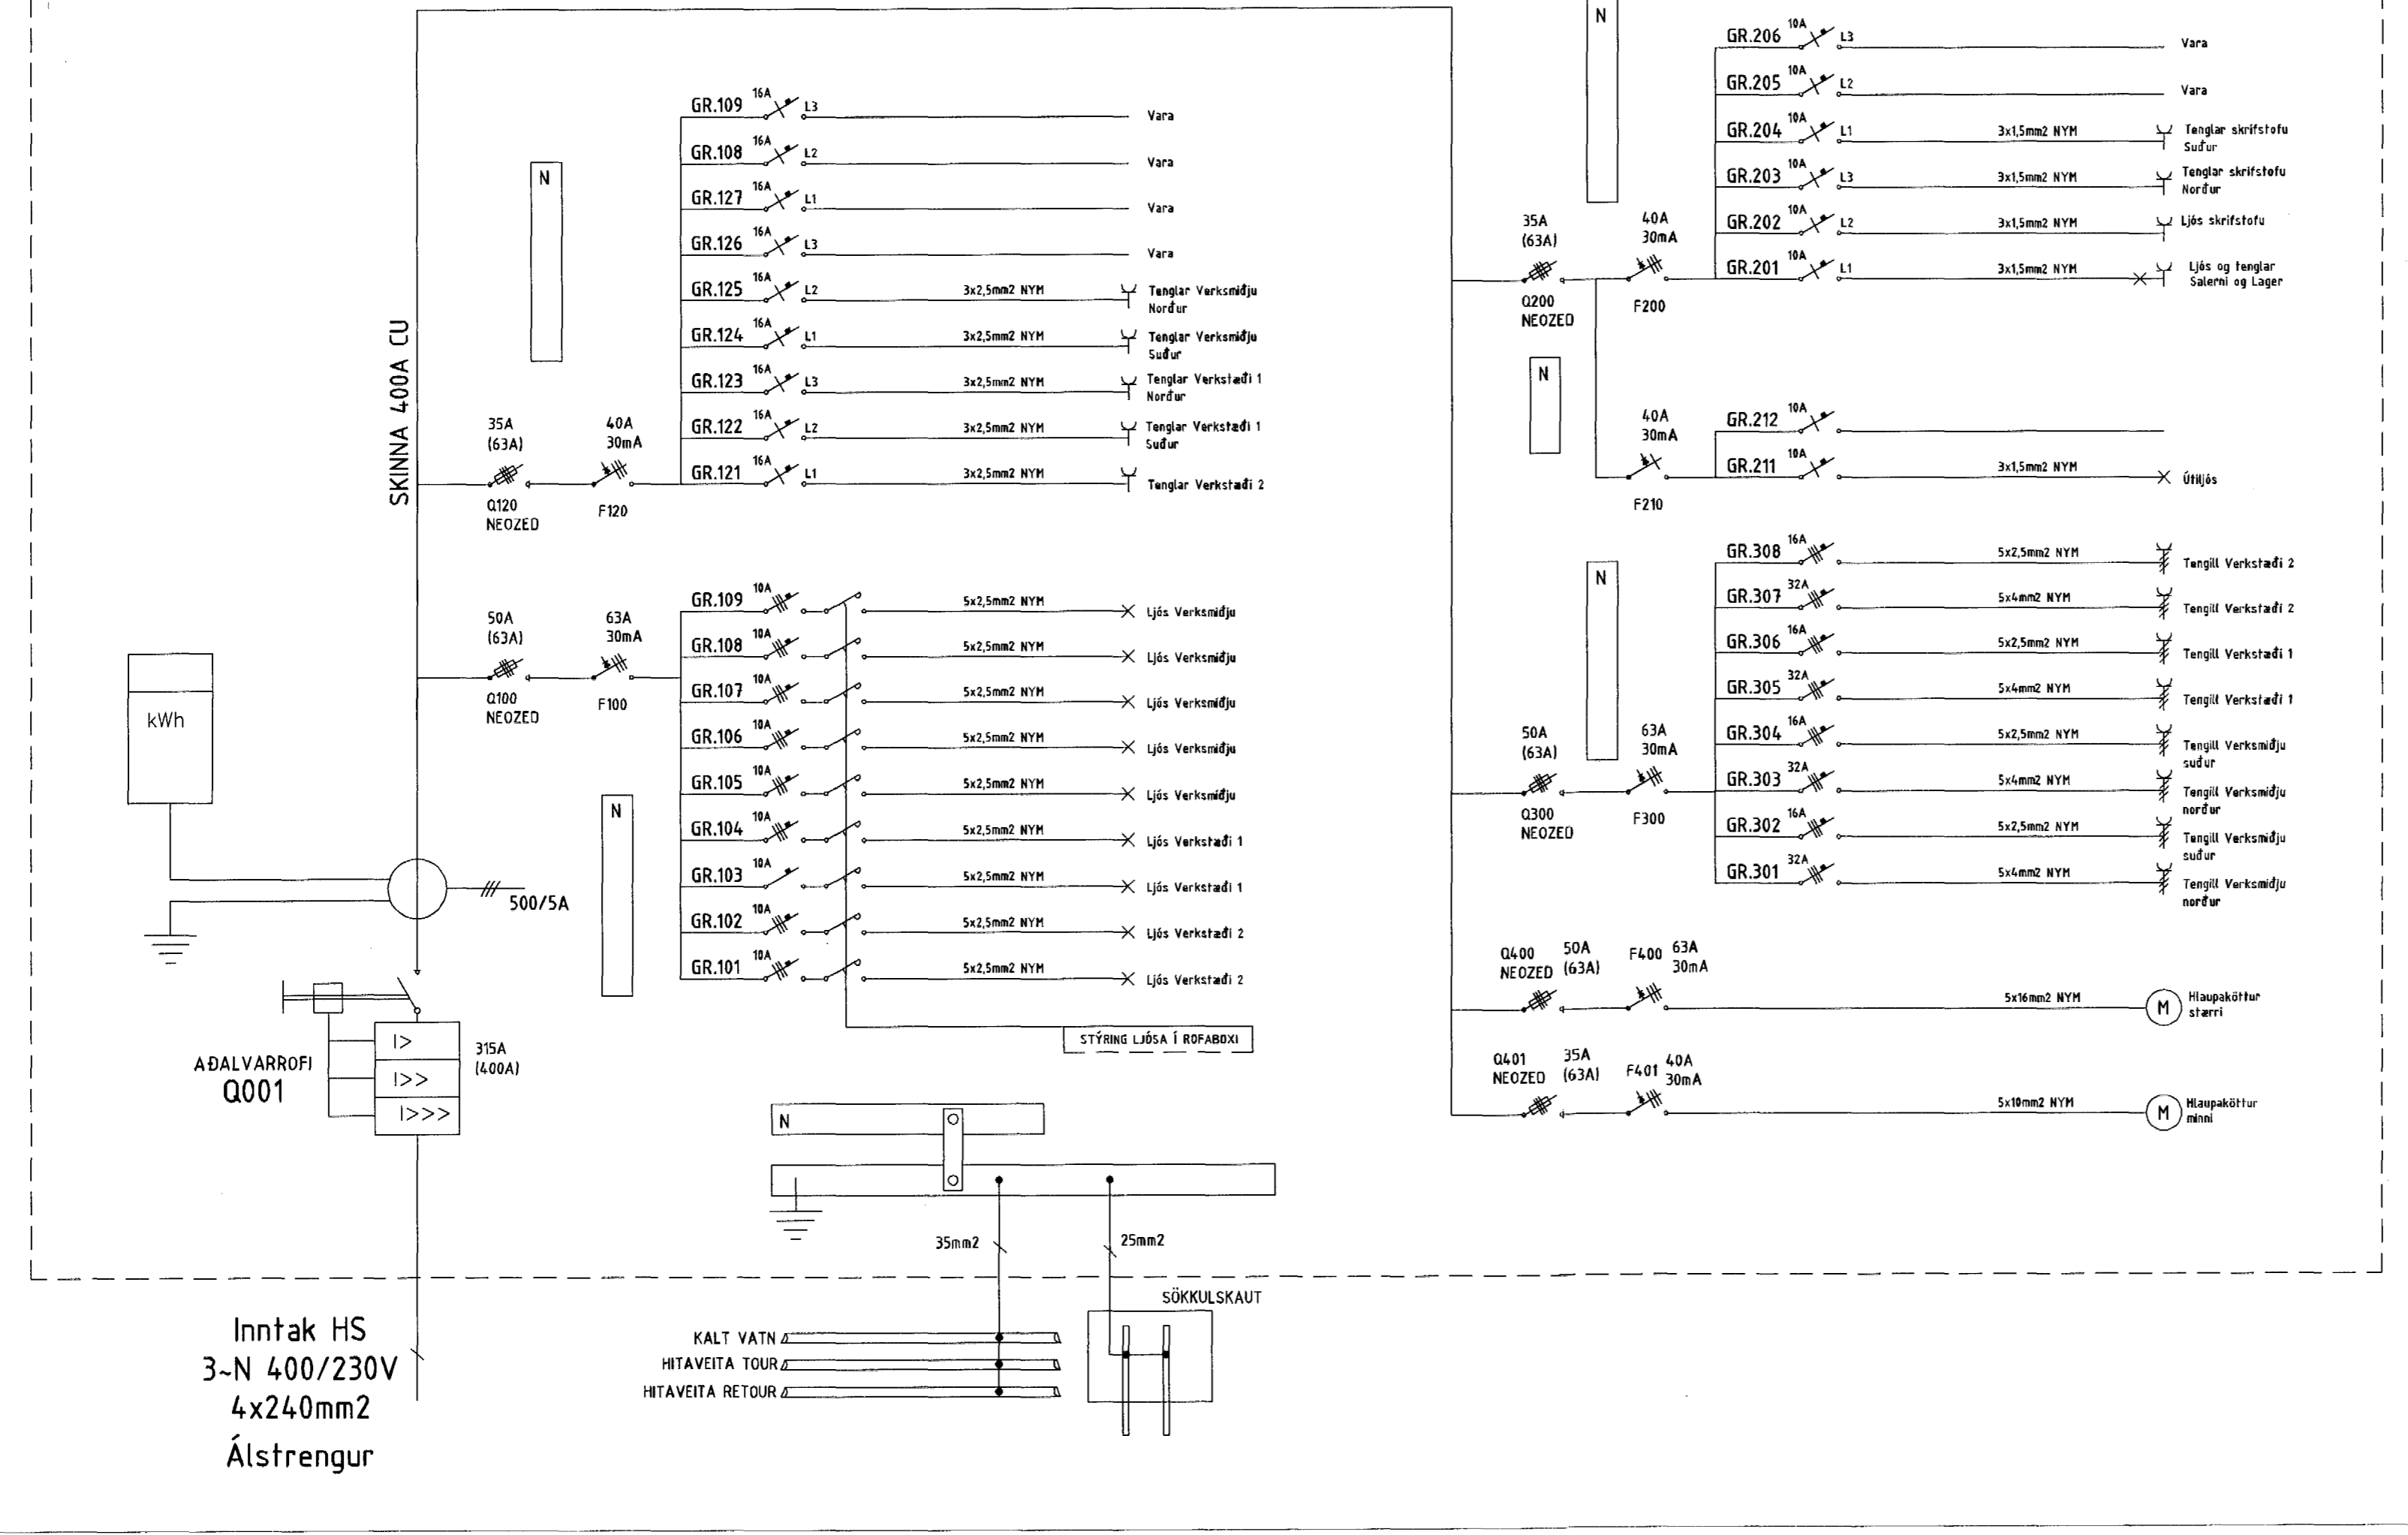 SKINNA 400A CU
N
GR.109 16A L3 Vara
GR.108 16A L2 Vara
GR.127 16A L1 Vara
GR.126 16A L3 Vara
GR.125 16A L2 3x2,5mm2 NYM Tenglar Verksmiðju
Norður
GR.124 16A L1 3x2,5mm2 NYM Tenglar Verksmiðju
Suður
GR.123 16A L3 3x2,5mm2 NYM Tenglar Verkstæði 1
Norður
GR.122 16A L2 3x2,5mm2 NYM Tenglar Verkstæði 1
Suður
GR.121 16A L1 3x2,5mm2 NYM Tenglar Verkstæði 2
35A
(63A)
Q120
NEOZED
40A
30mA
F120
50A
(63A)
Q100
NEOZED
63A
30mA
F100
N
GR.109 10A 5x2,5mm2 NYM Ljós Verksmiðju
GR.108 10A 5x2,5mm2 NYM Ljós Verksmiðju
GR.107 10A 5x2,5mm2 NYM Ljós Verksmiðju
GR.106 10A 5x2,5mm2 NYM Ljós Verksmiðju
GR.105 10A 5x2,5mm2 NYM Ljós Verksmiðju
GR.104 10A 5x2,5mm2 NYM Ljós Verkstæði 1
GR.103 10A 5x2,5mm2 NYM Ljós Verkstæði 1
GR.102 10A 5x2,5mm2 NYM Ljós Verkstæði 2
GR.101 10A 5x2,5mm2 NYM Ljós Verkstæði 2
STÝRING LJÓSA Í ROFABOXI
kWh
500/5A
AÐALVARROFI
Q001
I>
I>>
I>>>
315A
(400A)
Inntak HS
3~N 400/230V
4x240mm2
Álstrengur
N
35mm2
25mm2
SÖKKULSKAUT
KALT VATN
HITAVEITA TOUR
HITAVEITA RETOUR
N
GR.206 10A L3 Vara
GR.205 10A L2 Vara
GR.204 10A L1 3x1,5mm2 NYM Tenglar skrifstofu
Suður
GR.203 10A L3 3x1,5mm2 NYM Tenglar skrifstofu
Norður
GR.202 10A L2 3x1,5mm2 NYM Ljós skrifstofu
GR.201 10A L1 3x1,5mm2 NYM Ljós og tenglar
Salerni og Lager
35A
(63A)
Q200
NEOZED
40A
30mA
F200
N
40A
30mA
F210
GR.212 10A
GR.211 10A 3x1,5mm2 NYM Útiljós
N
GR.308 16A 5x2,5mm2 NYM Tengill Verkstæði 2
GR.307 32A 5x4mm2 NYM Tengill Verkstæði 2
GR.306 16A 5x2,5mm2 NYM Tengill Verkstæði 1
GR.305 32A 5x4mm2 NYM Tengill Verkstæði 1
GR.304 16A 5x2,5mm2 NYM Tengill Verksmiðju
suður
GR.303 32A 5x4mm2 NYM Tengill Verksmiðju
norður
GR.302 16A 5x2,5mm2 NYM Tengill Verksmiðju
suður
GR.301 32A 5x4mm2 NYM Tengill Verksmiðju
norður
50A
(63A)
Q300
NEOZED
63A
30mA
F300
Q400 50A F400 63A
NEOZED (63A) 30mA
5x16mm2 NYM M Hlaupaköttur
stærri
Q401 35A F401 40A
NEOZED (63A) 30mA
5x10mm2 NYM M Hlaupaköttur
minni